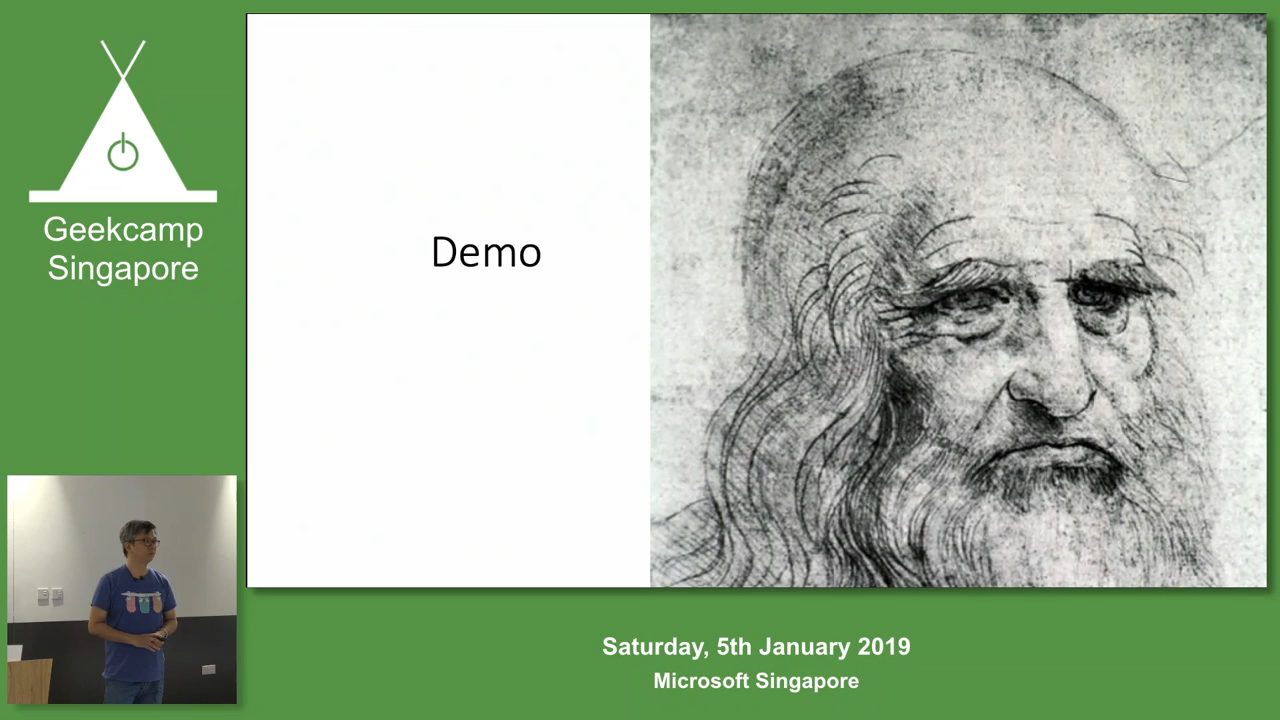 Geekcamp
Singapore
Demo
Saturday, 5th January 2019
Microsoft Singapore